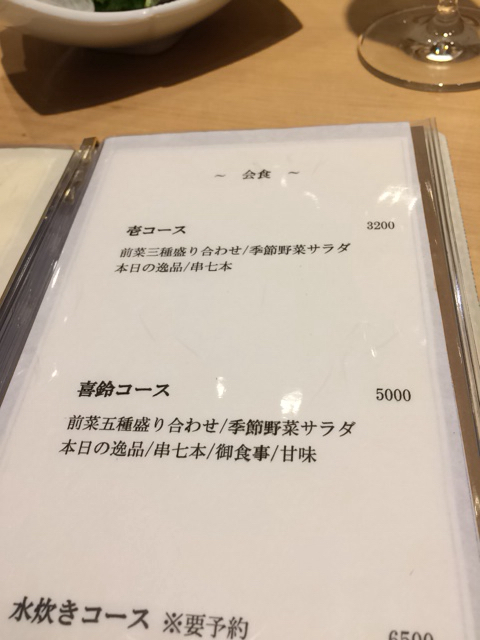 ～ 会食 ～
壱コース 3200
前菜三種盛り合わせ/季節野菜サラダ
本日の逸品/串七本
喜鈴コース 5000
前菜五種盛り合わせ/季節野菜サラダ
本日の逸品/串七本/御食事/甘味
水炊きコース ※要予約 6500